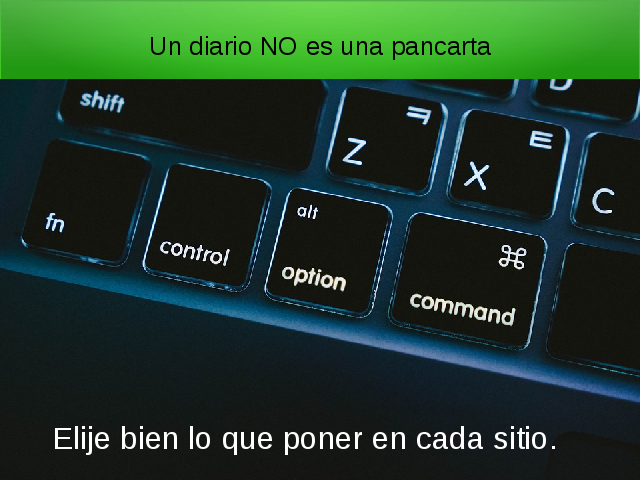 Un diario NO es una pancarta
shift
ㅋ
Z
ㅌ
X
C
fn
control
alt
option
⌘
command
Elije bien lo que poner en cada sitio.